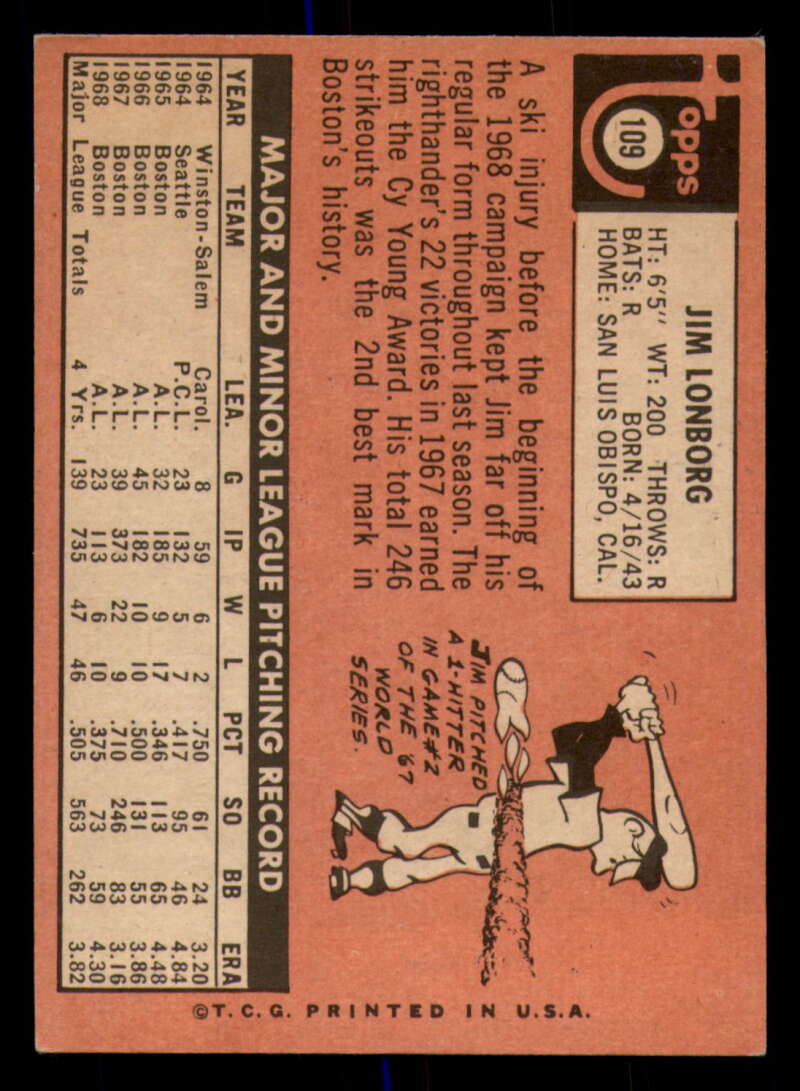 Topps
109
JIM LONBORG
HT: 6'5" WT: 200 THROWS: R
BATS: R BORN: 4/16/43
HOME: SAN LUIS OBISPO, CAL.
A ski injury before the beginning of
the 1968 campaign kept Jim far off his
regular form throughout last season. The
righthander's 22 victories in 1967 earned
him the Cy Young Award. His total 246
strikeouts was the 2nd best mark in
Boston's history.
JIM PITCHED
A 1-HITTER
IN GAME #2
OF THE '67
WORLD
SERIES.
MAJOR AND MINOR LEAGUE PITCHING RECORD
YEAR TEAM LEA. G IP W L PCT SO BB ERA
1964 Winston-Salem Carol. 8 59 6 2 .750 61 24 3.20
1964 Seattle P.C.L. 23 132 5 7 .417 95 46 4.84
1965 Boston A.L. 32 185 9 17 .346 113 65 4.48
1966 Boston A.L. 45 182 10 10 .500 131 55 3.86
1967 Boston A.L. 39 373 22 9 .710 246 83 3.16
1968 Boston A.L. 23 113 6 10 .375 73 59 4.30
Major League Totals 4 Yrs. 139 735 47 46 .505 563 262 3.82
©T.C.G. PRINTED IN U.S.A.